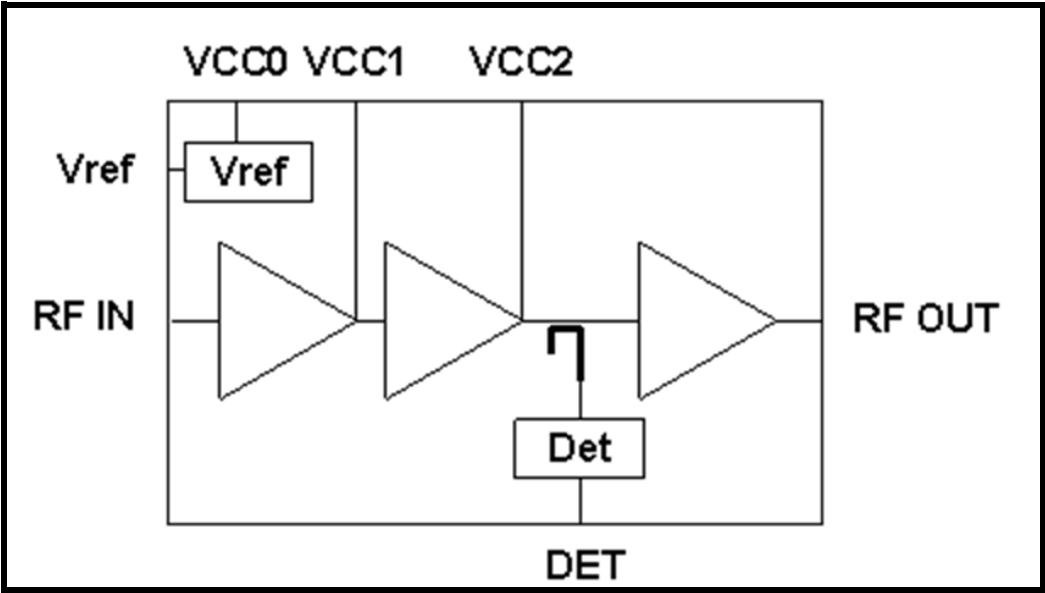 VCC0 VCC1 VCC2
Vref
Vref
RF IN
RF OUT
Det
DET